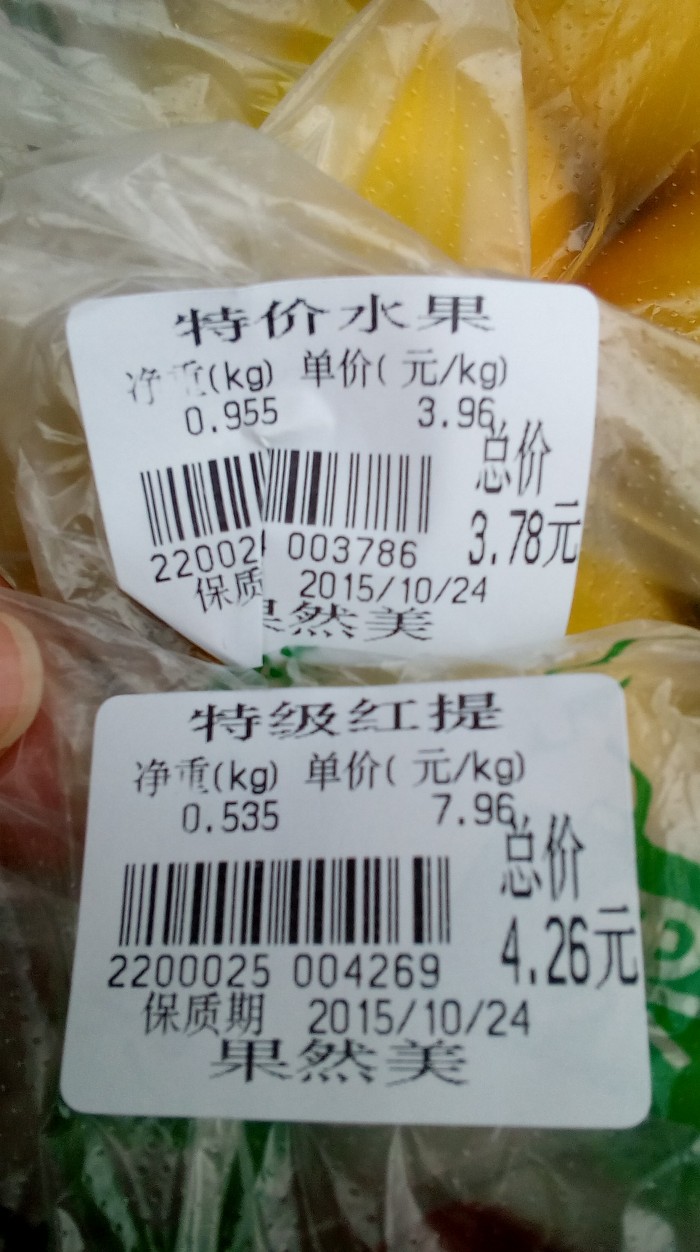 特价水果
净重(kg) 单价( 元/kg)
0.955 3.96
总价
22002 003786 3.78元
保质 2015/10/24
果然美
特级红提
净重(kg) 单价( 元/kg)
0.535 7.96
总价
2200025 004269 4.26元
保质期 2015/10/24
果然美